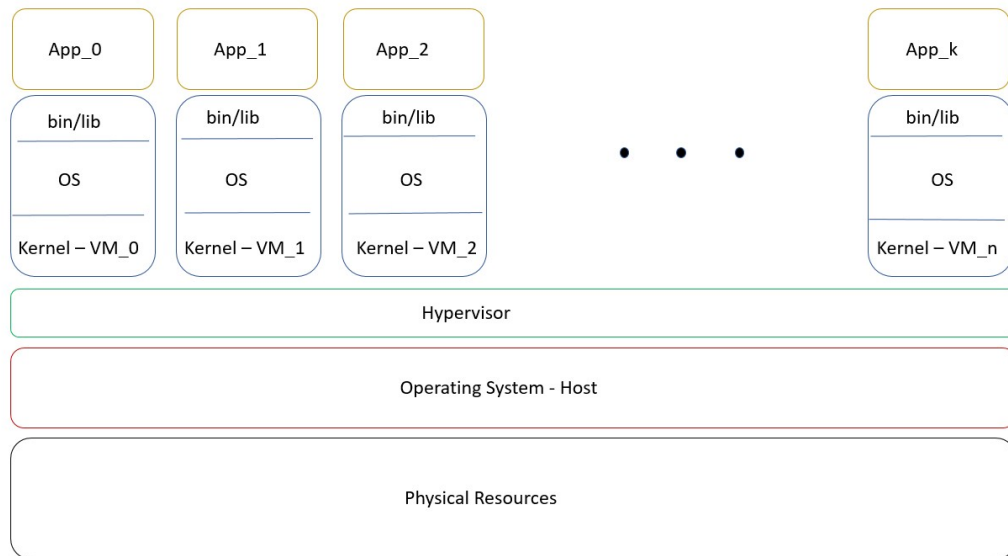 App_0
App_1
App_2
App_k
bin/lib
bin/lib
bin/lib
bin/lib
OS
OS
OS
OS
Kernel – VM_0
Kernel – VM_1
Kernel – VM_2
Kernel – VM_n
Hypervisor
Operating System - Host
Physical Resources